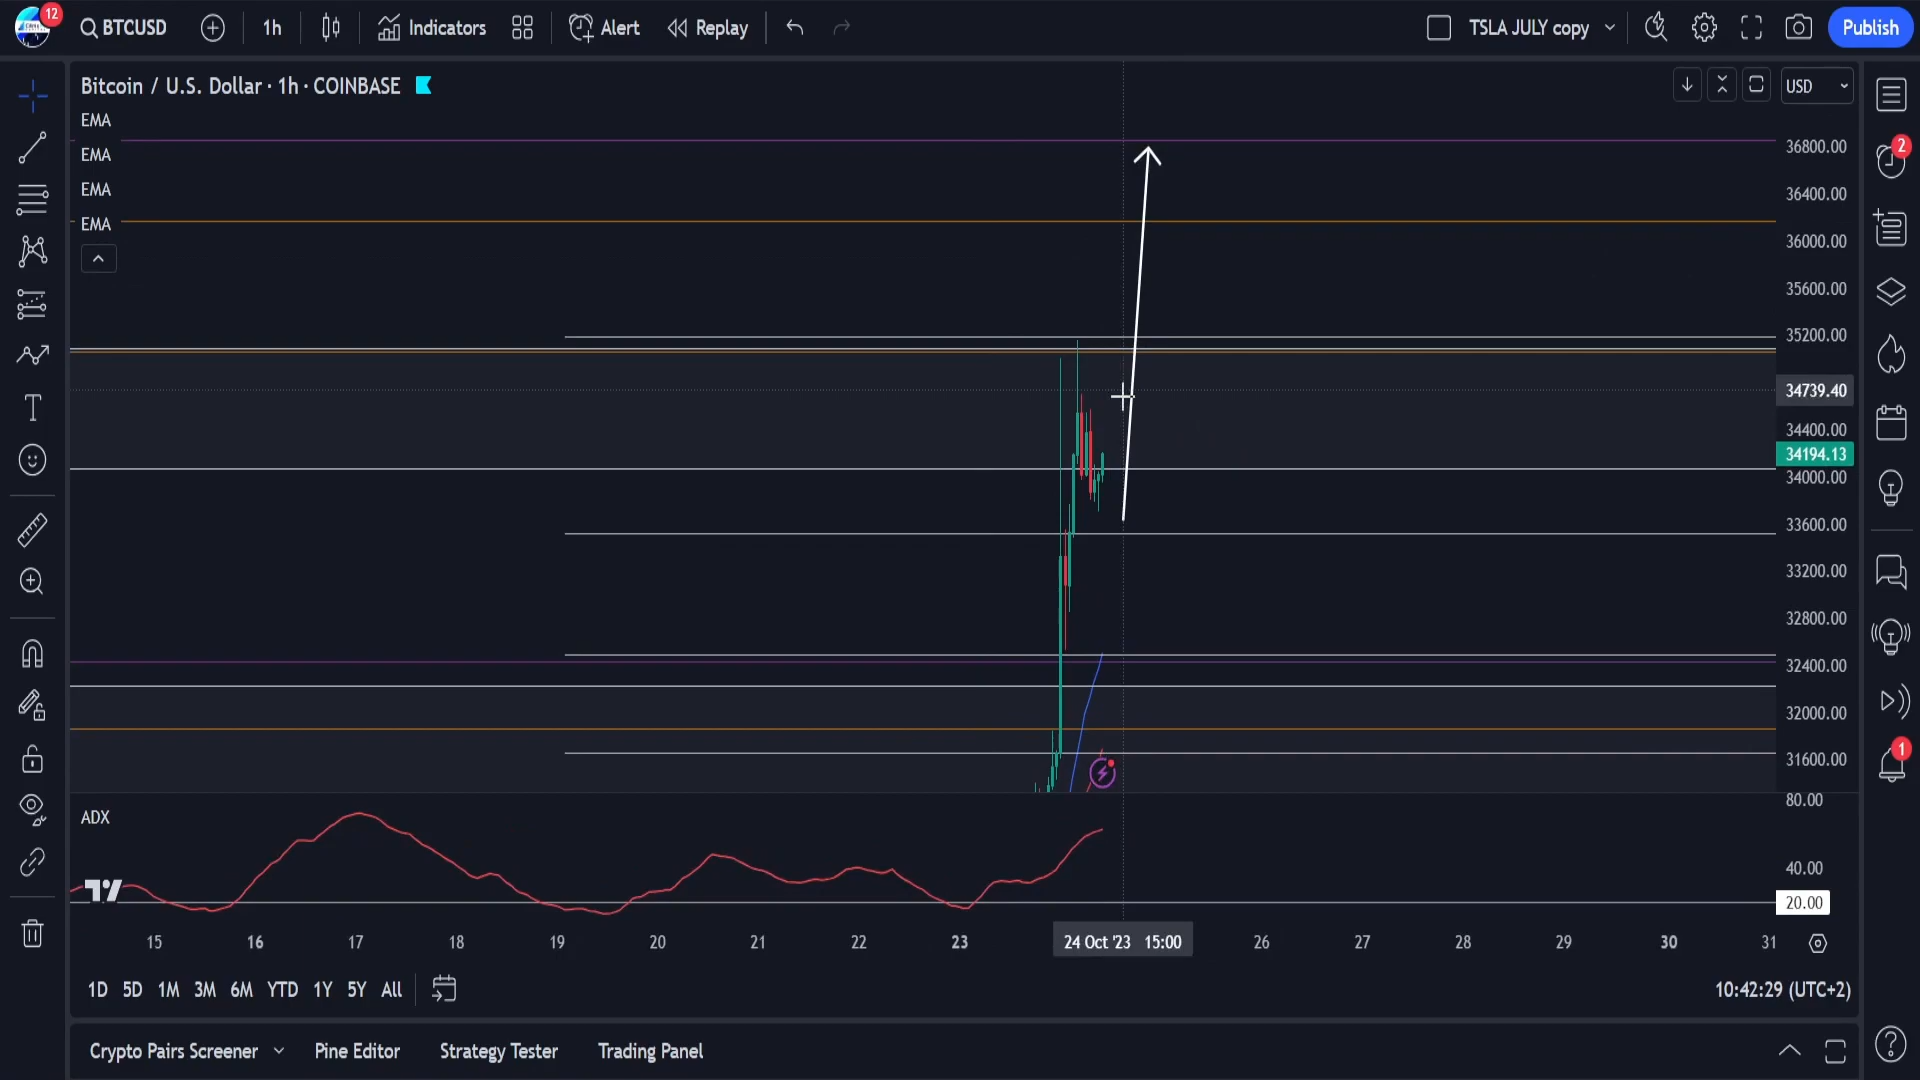 12
BTCUSD
1h
Indicators
Alert
Replay
TSLA JULY copy
Publish
Bitcoin / U.S. Dollar · 1h · COINBASE
USD
EMA
EMA
EMA
EMA
36800.00
36400.00
36000.00
35600.00
35200.00
34739.40
34400.00
34194.13
34000.00
33600.00
33200.00
32800.00
32400.00
32000.00
31600.00
2
1
ADX
80.00
40.00
20.00
15 16 17 18 19 20 21 22 23 24 Oct '23 15:00 26 27 28 29 30 31
1D 5D 1M 3M 6M YTD 1Y 5Y All
10:42:29 (UTC+2)
Crypto Pairs Screener Pine Editor Strategy Tester Trading Panel